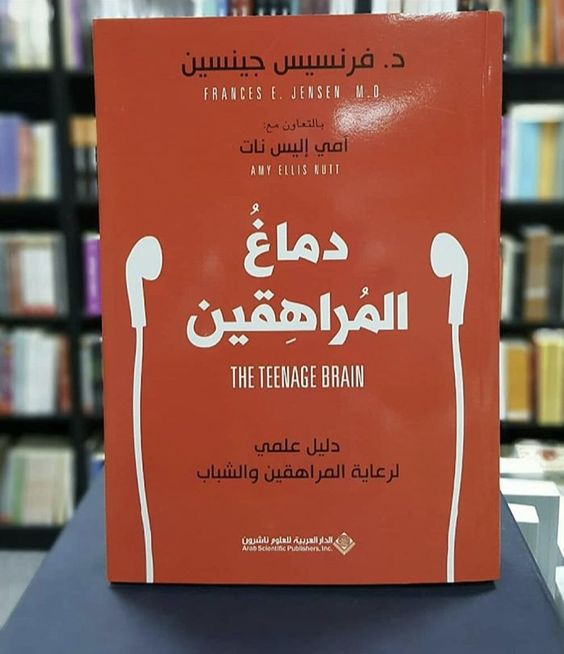 د. فرنسيس جينسين
FRANCES E. JENSEN, M.D.
بالتعاون مع:
آمي إليس نات
AMY ELLIS NUTT
دماغُ
المُراهِقين
THE TEENAGE BRAIN
دليل علمي
لرعاية المراهقين والشباب
الدار العربية للعلوم ناشرون
Arab Scientific Publishers, Inc.